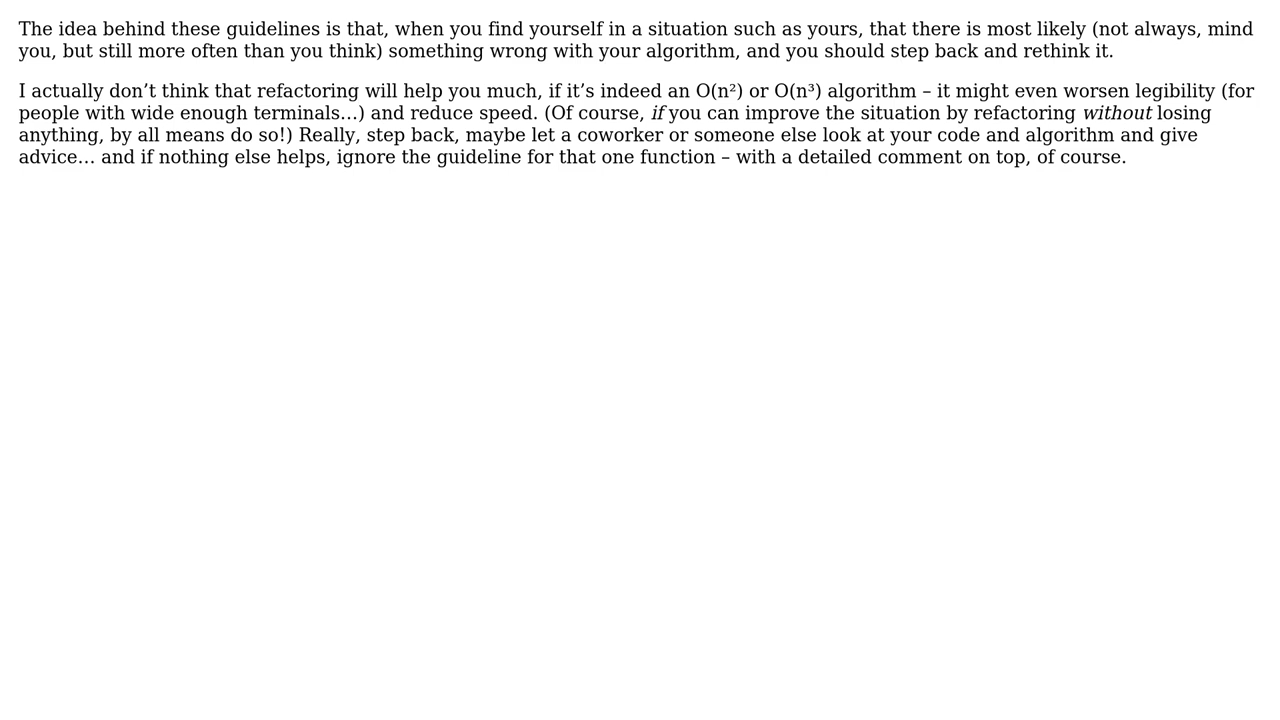 The idea behind these guidelines is that, when you find yourself in a situation such as yours, that there is most likely (not always, mind
you, but still more often than you think) something wrong with your algorithm, and you should step back and rethink it.
I actually don’t think that refactoring will help you much, if it’s indeed an O(n²) or O(n³) algorithm – it might even worsen legibility (for
people with wide enough terminals…) and reduce speed. (Of course, if you can improve the situation by refactoring without losing
anything, by all means do so!) Really, step back, maybe let a coworker or someone else look at your code and algorithm and give
advice… and if nothing else helps, ignore the guideline for that one function – with a detailed comment on top, of course.